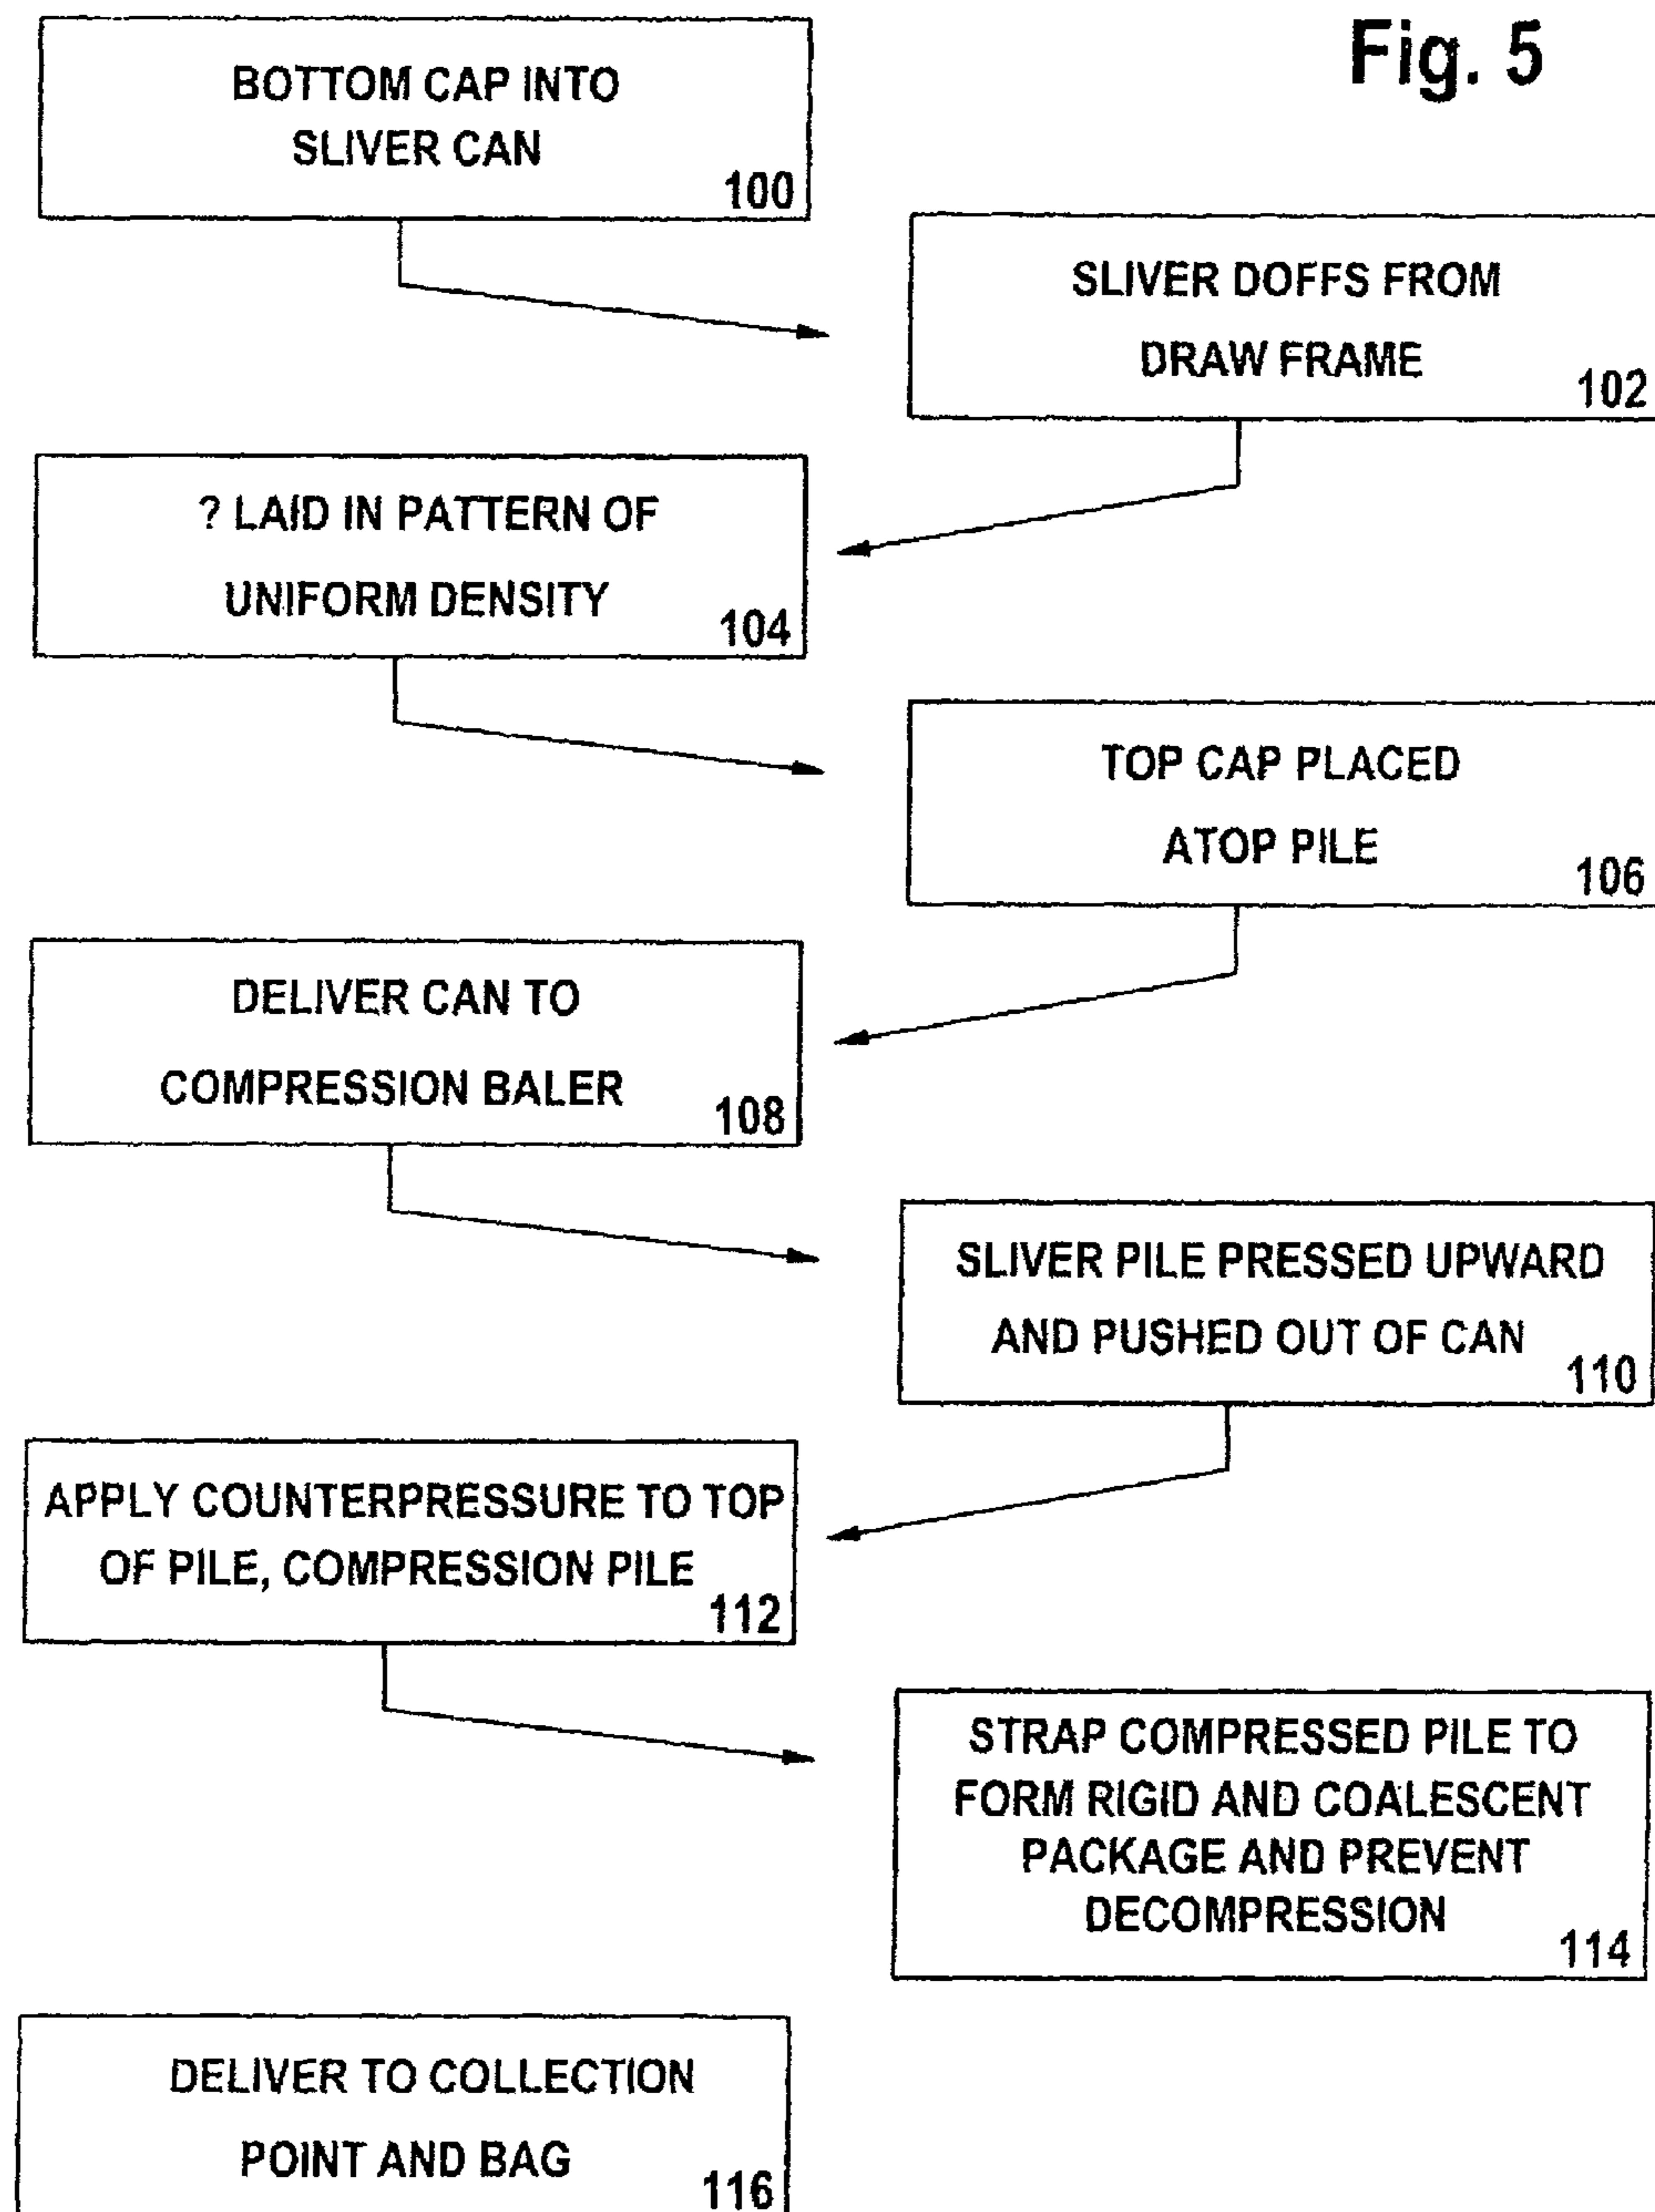 Fig. 5
BOTTOM CAP INTO
SLIVER CAN
100
SLIVER DOFFS FROM
DRAW FRAME
102
? LAID IN PATTERN OF
UNIFORM DENSITY
104
TOP CAP PLACED
ATOP PILE
106
DELIVER CAN TO
COMPRESSION BALER
108
SLIVER PILE PRESSED UPWARD
AND PUSHED OUT OF CAN
110
APPLY COUNTERPRESSURE TO TOP
OF PILE, COMPRESSION PILE
112
STRAP COMPRESSED PILE TO
FORM RIGID AND COALESCENT
PACKAGE AND PREVENT
DECOMPRESSION
114
DELIVER TO COLLECTION
POINT AND BAG
116